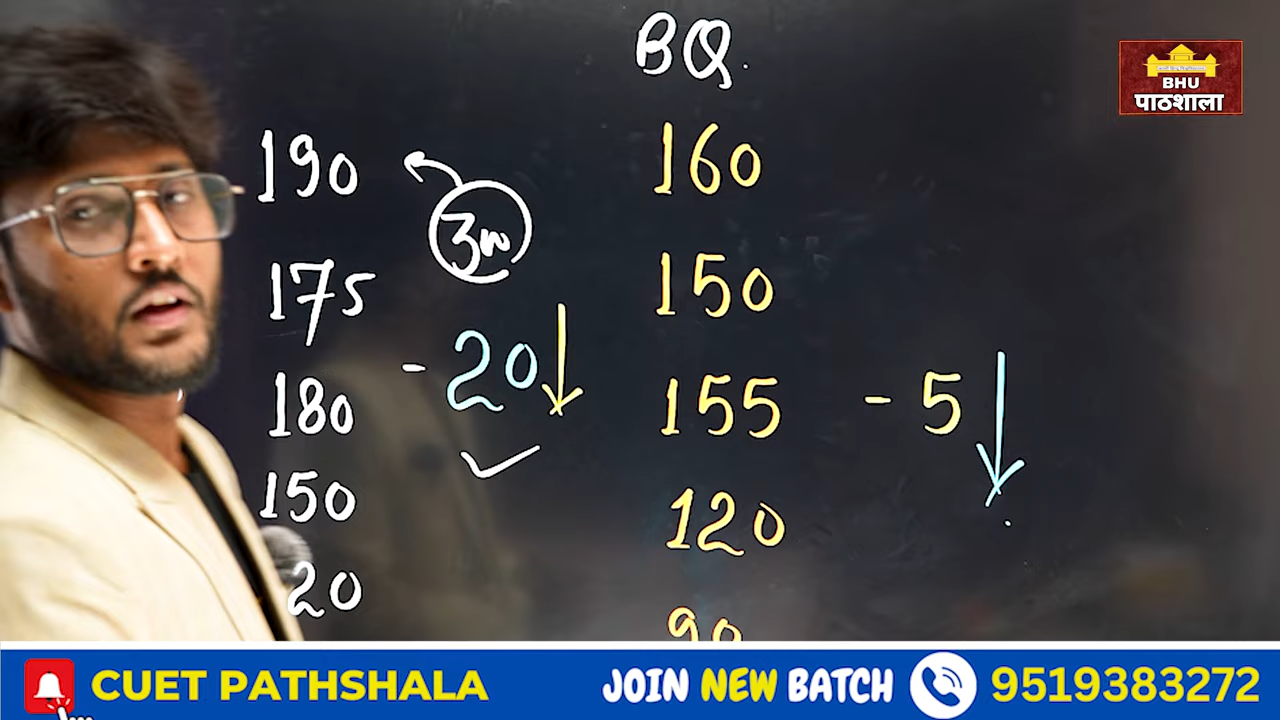 BQ.
BHU
पाठशाला
190
160
175
150
- 20
180
155 - 5
150
120
20
90
CUET PATHSHALA
JOIN NEW BATCH
9519383272